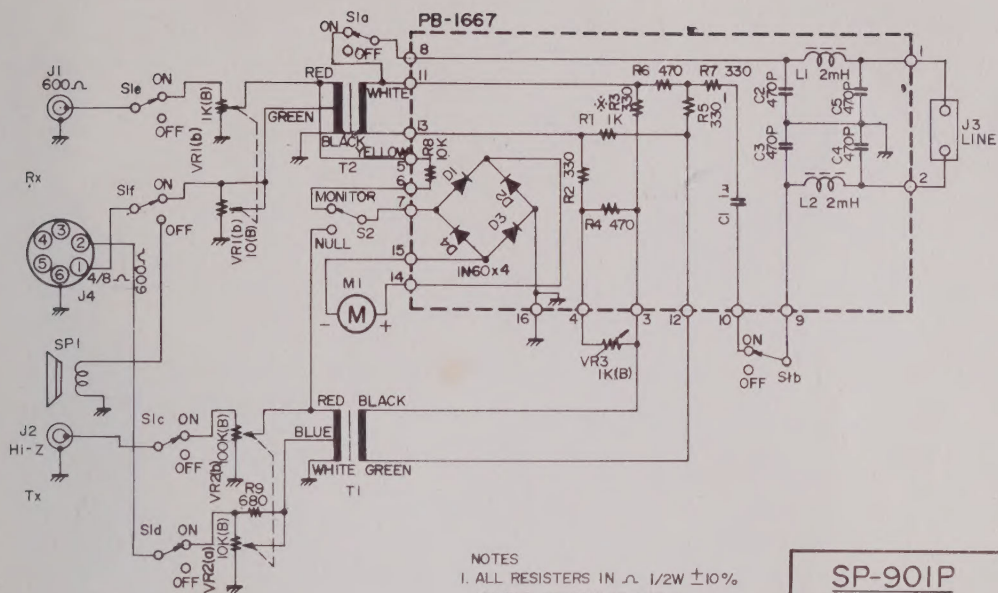 PB-1667
S1a
ON
OFF
8
11
13
5
6
7
15
14
16
4
3
12
10
9
1
2
J1
600Ω
S1e
ON
OFF
1K(B)
VR1(b)
RED
WHITE
GREEN
BLACK
YELLOW
T2
R8
10K
R6 470
R7 330
R3
330
R5
330
※
R1
1K
R2 330
R4 470
C1 1μ
L1 2mH
C2
470P
C5
470P
C3
470P
C4
470P
L2 2mH
J3
LINE
Rx
S1f
ON
OFF
VR1(b)
10(B)
MONITOR
S2
NULL
D1
D2
D3
D4
1N60x4
M1
M
-
+
4
3
2
5
6
1
4/8Ω
600Ω
J4
SP1
VR3
1K(B)
ON
OFF
S1b
J2
Hi-Z
S1c
ON
OFF
100K(B)
VR2(b)
RED
BLACK
BLUE
WHITE
GREEN
T1
Tx
R9
680
S1d
ON
OFF
10K(B)
VR2(a)
NOTES
1. ALL RESISTERS IN Ω 1/2W ±10%
SP-901P